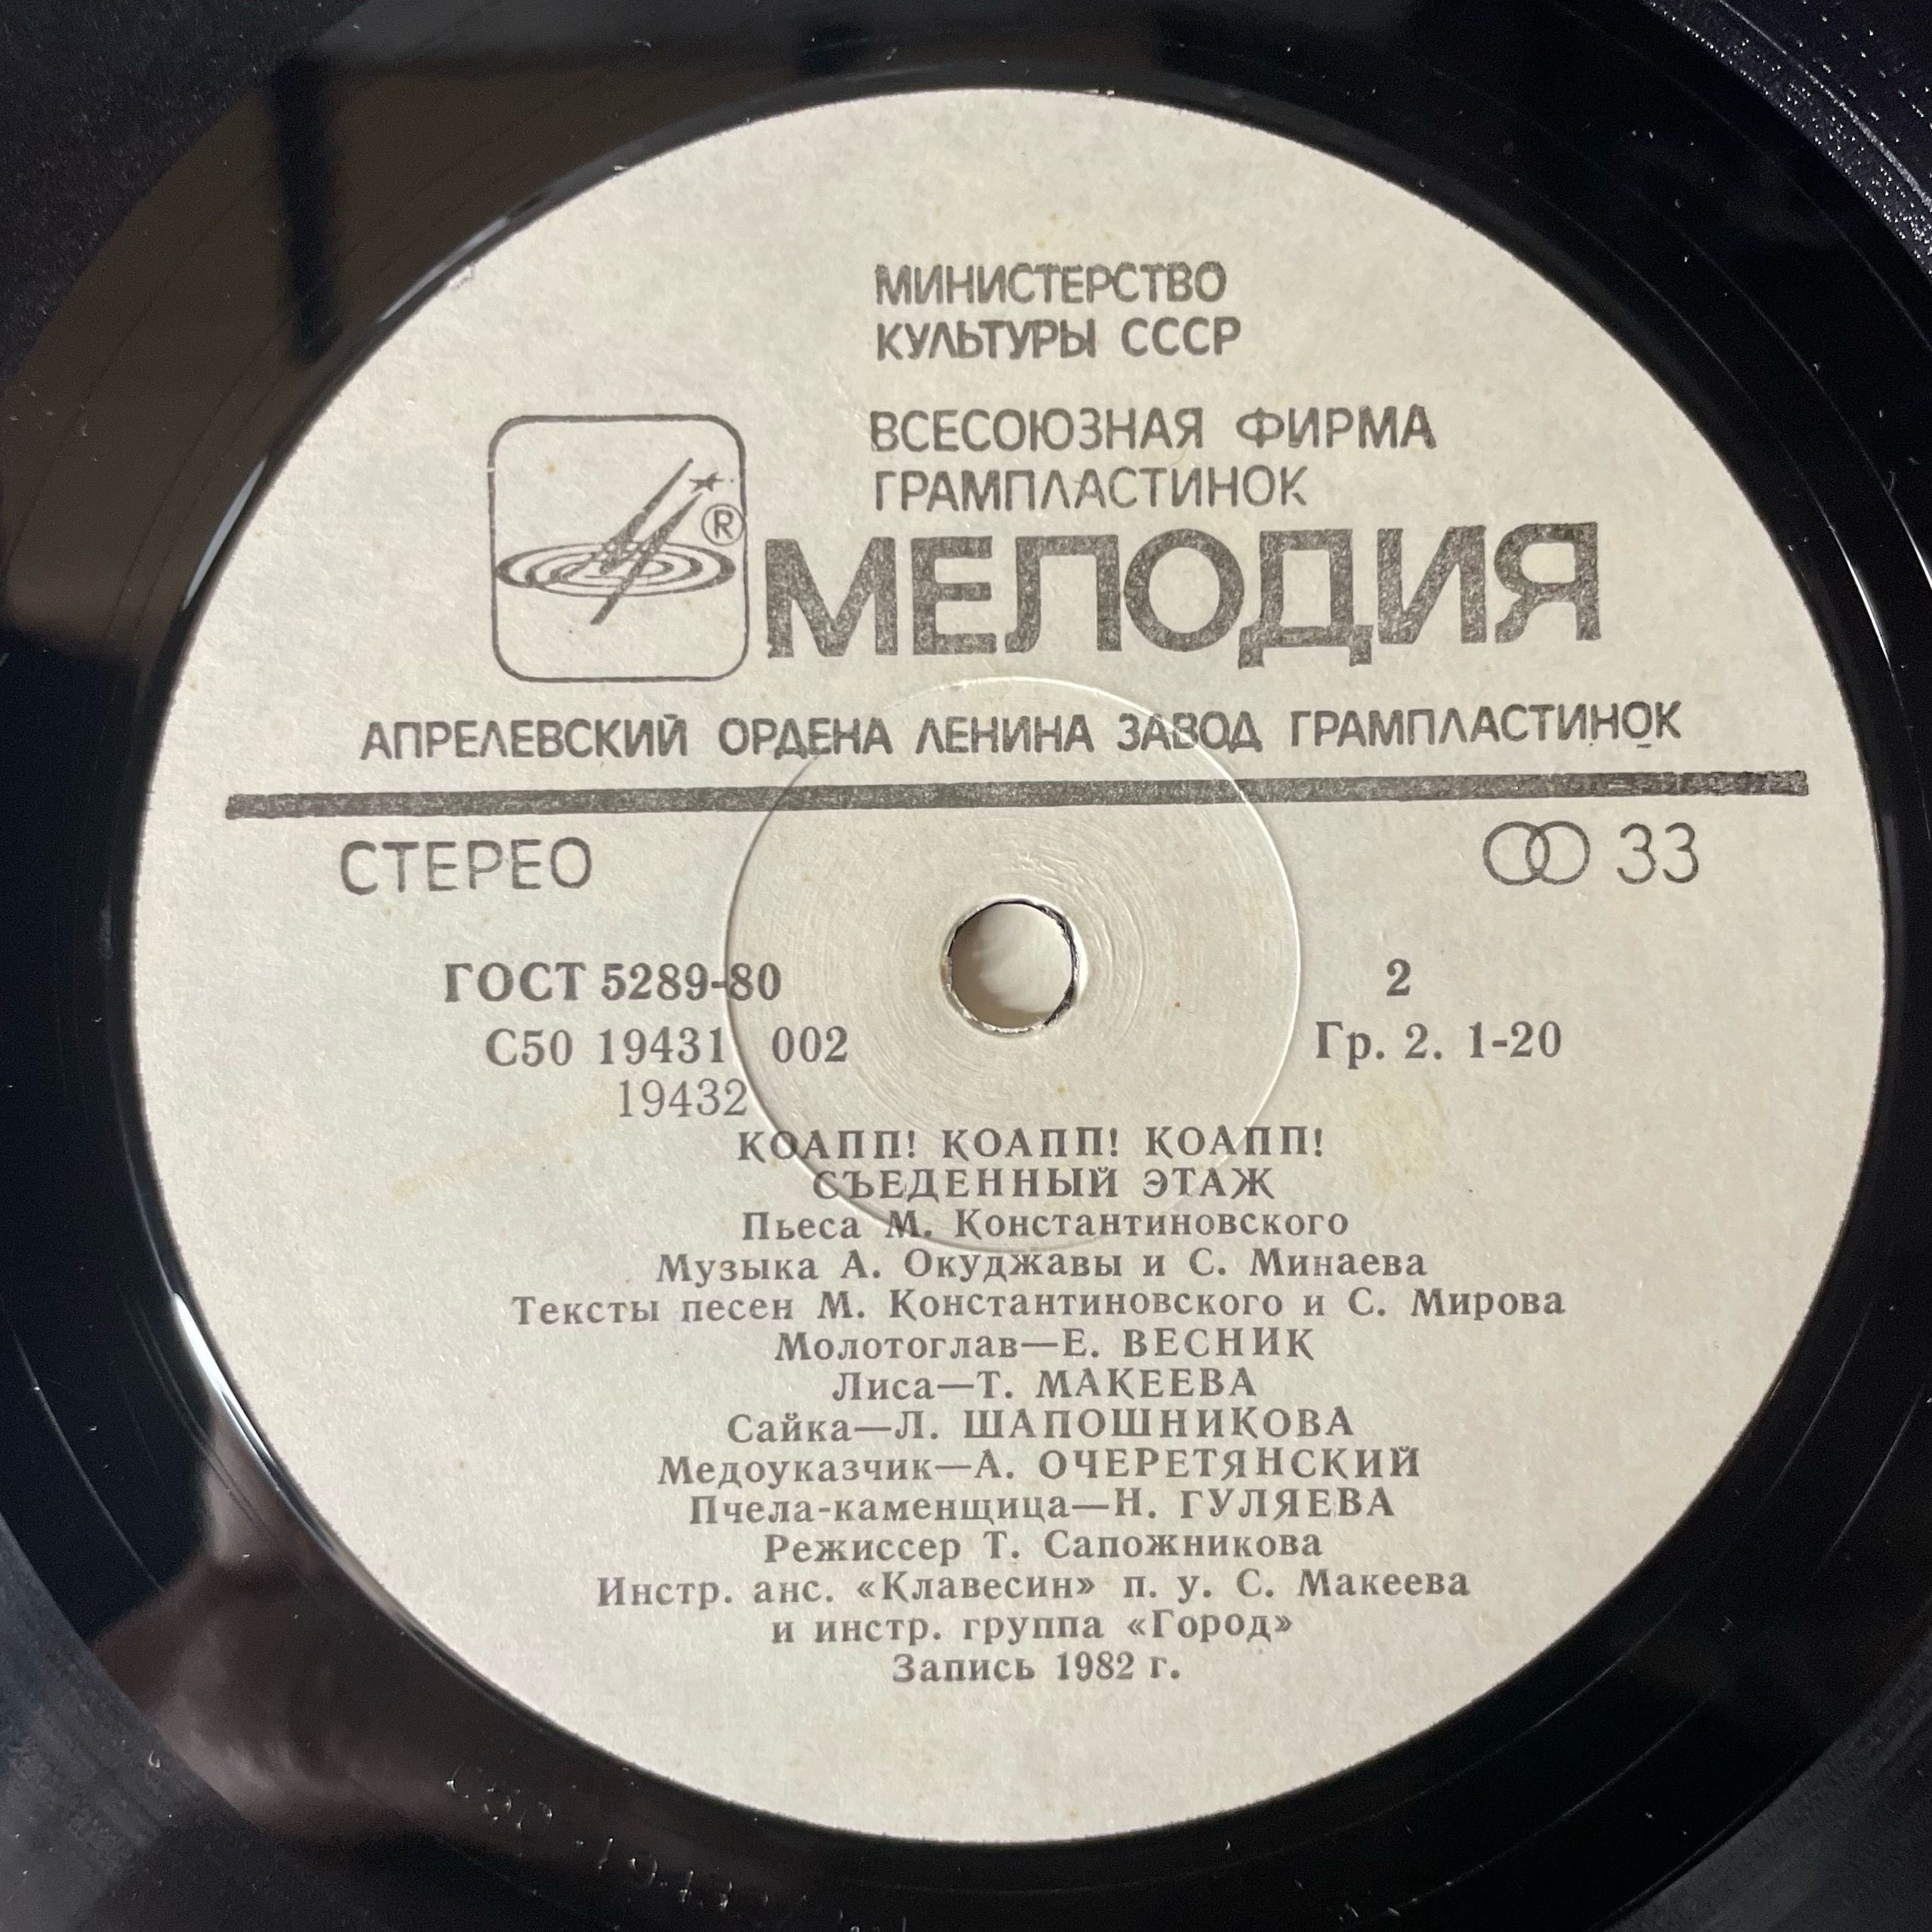 МИНИСТЕРСТВО
КУЛЬТУРЫ СССР
ВСЕСОЮЗНАЯ ФИРМА
ГРАМПЛАСТИНОК
®
МЕЛОДИЯ
АПРЕЛЕВСКИЙ ОРДЕНА ЛЕНИНА ЗАВОД ГРАМПЛАСТИНОК
СТЕРЕО 33
ГОСТ 5289-80 2
С50 19431 002 Гр. 2. 1-20
19432
КОАПП! КОАПП! КОАПП!
СЪЕДЕННЫЙ ЭТАЖ
Пьеса М. Константиновского
Музыка А. Окуджавы и С. Минаева
Тексты песен М. Константиновского и С. Мирова
Молотоглав—Е. ВЕСНИК
Лиса—Т. МАКЕЕВА
Сайка—Л. ШАПОШНИКОВА
Медоуказчик—А. ОЧЕРЕТЯНСКИЙ
Пчела-каменщица—Н. ГУЛЯЕВА
Режиссер Т. Сапожникова
Инстр. анс. «Клавесин» п. у. С. Макеева
и инстр. группа «Город»
Запись 1982 г.